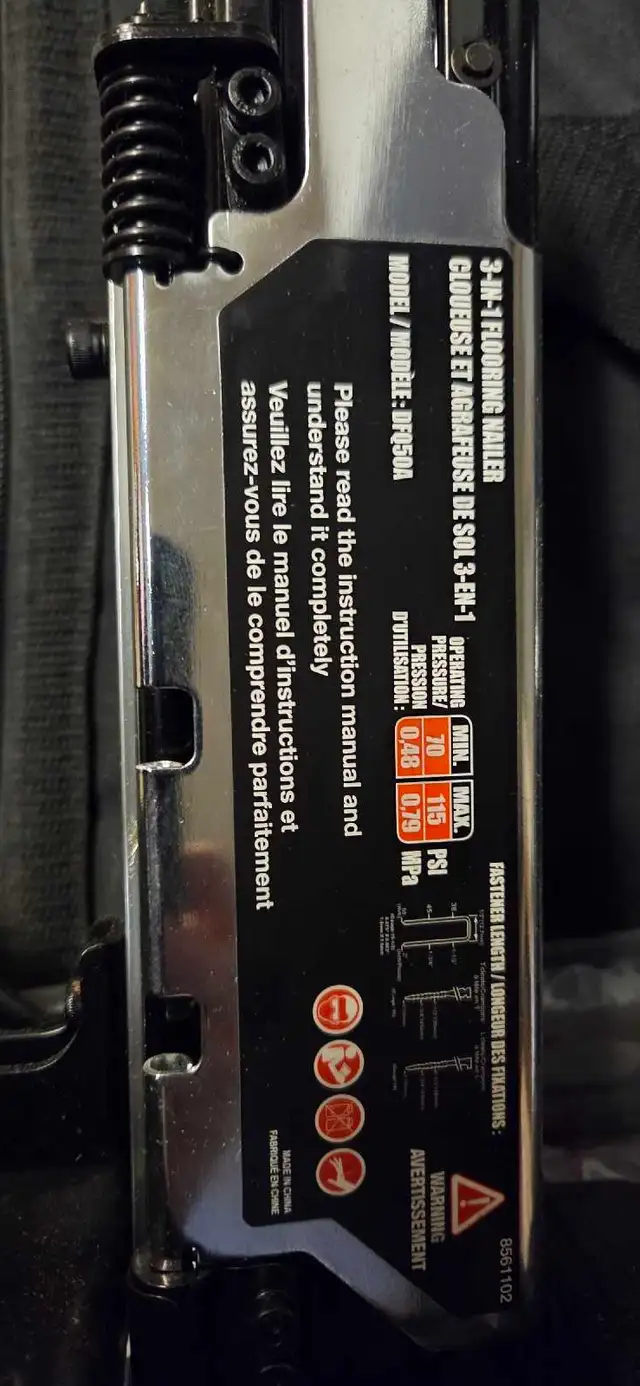 3-IN-1 FLOORING NAILER
CLOUEUSE ET AGRAFEUSE DE SOL 3-EN-1
MODEL / MODÈLE : DFQ50A
Please read the instruction manual and
understand it completely
Veuillez lire le manuel d'instructions et
assurez-vous de le comprendre parfaitement
OPERATING
PRESSURE/
PRESSION
D'UTILISATION :
MIN. MAX.
70 115 PSI
0,48 0,79 MPa
FASTENER LENGTH / LONGEUR DES FIXATIONS :
WARNING
AVERTISSEMENT
MADE IN CHINA
FABRIQUÉ EN CHINE
8561102